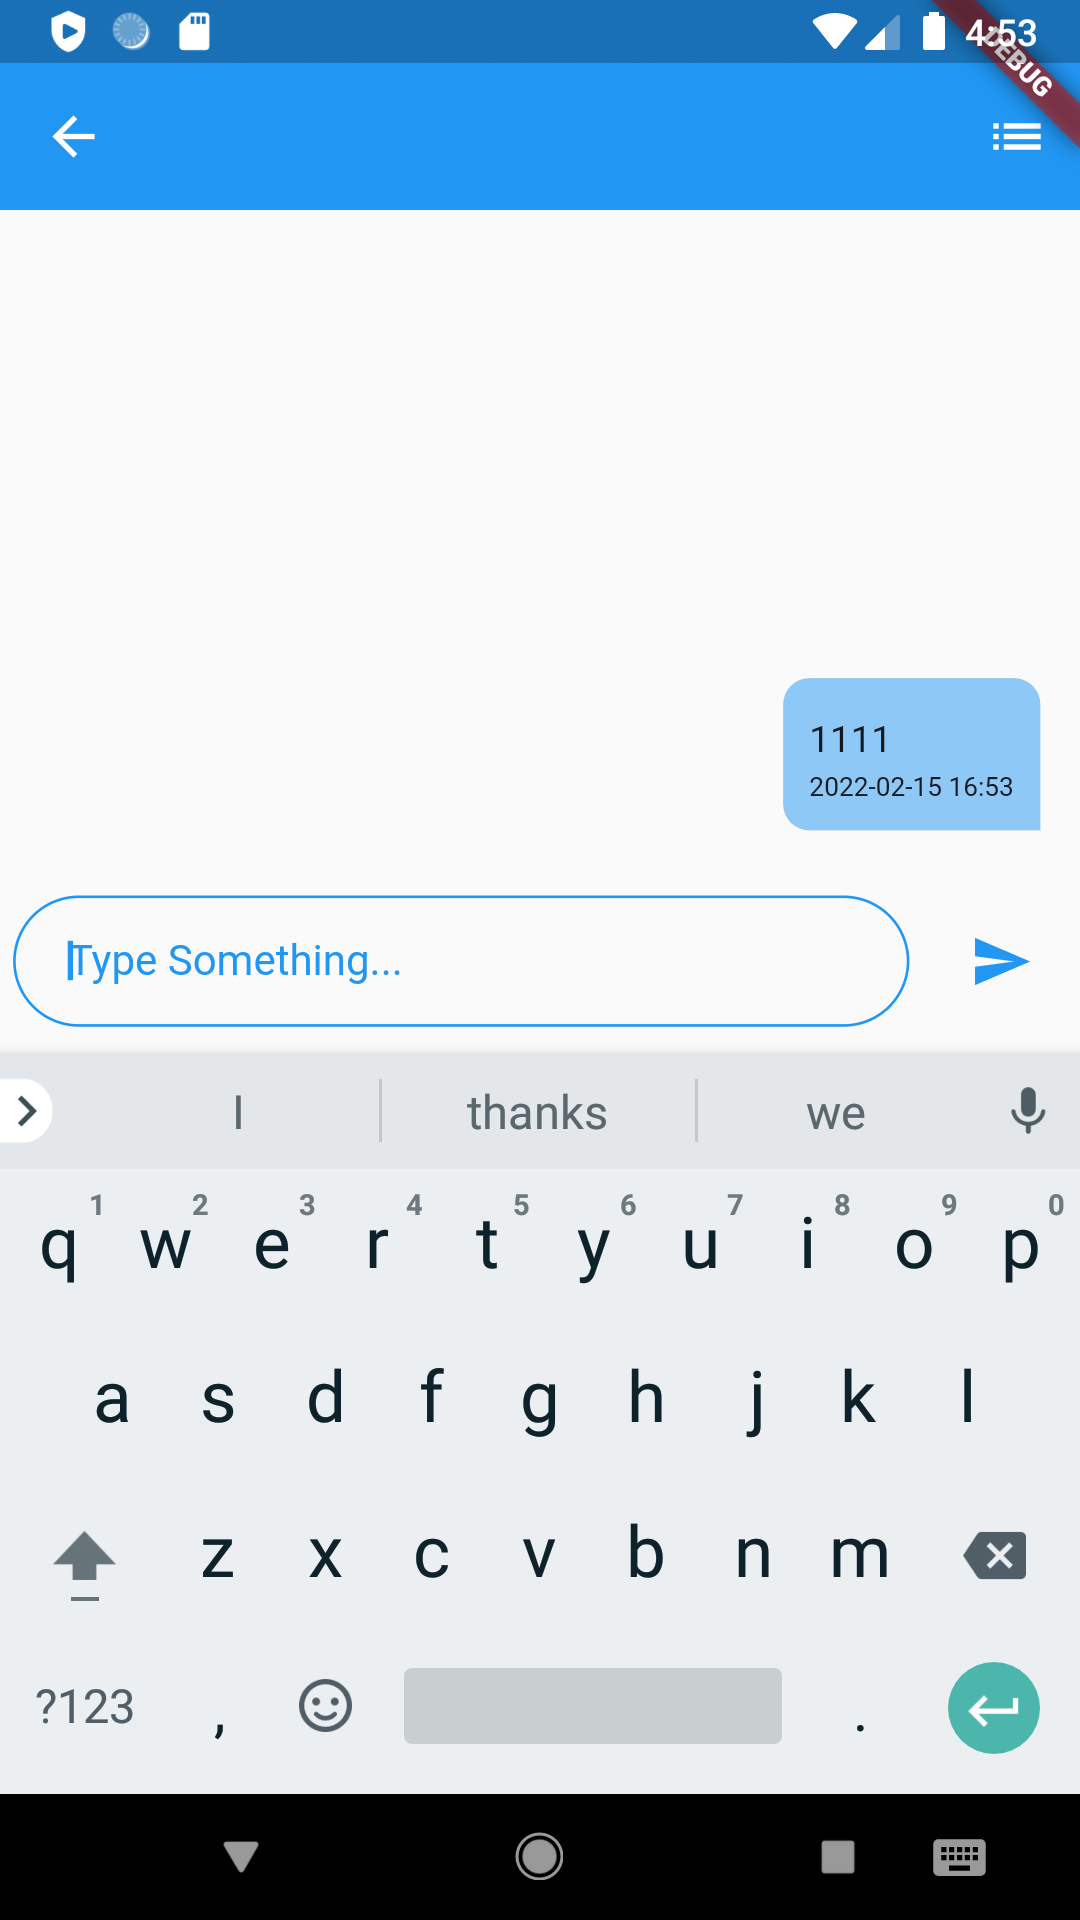 4:53
DEBUG
1111
2022-02-15 16:53
Type Something...
I thanks we
1 2 3 4 5 6 7 8 9 0
q w e r t y u i o p
a s d f g h j k l
z x c v b n m
?123 , .